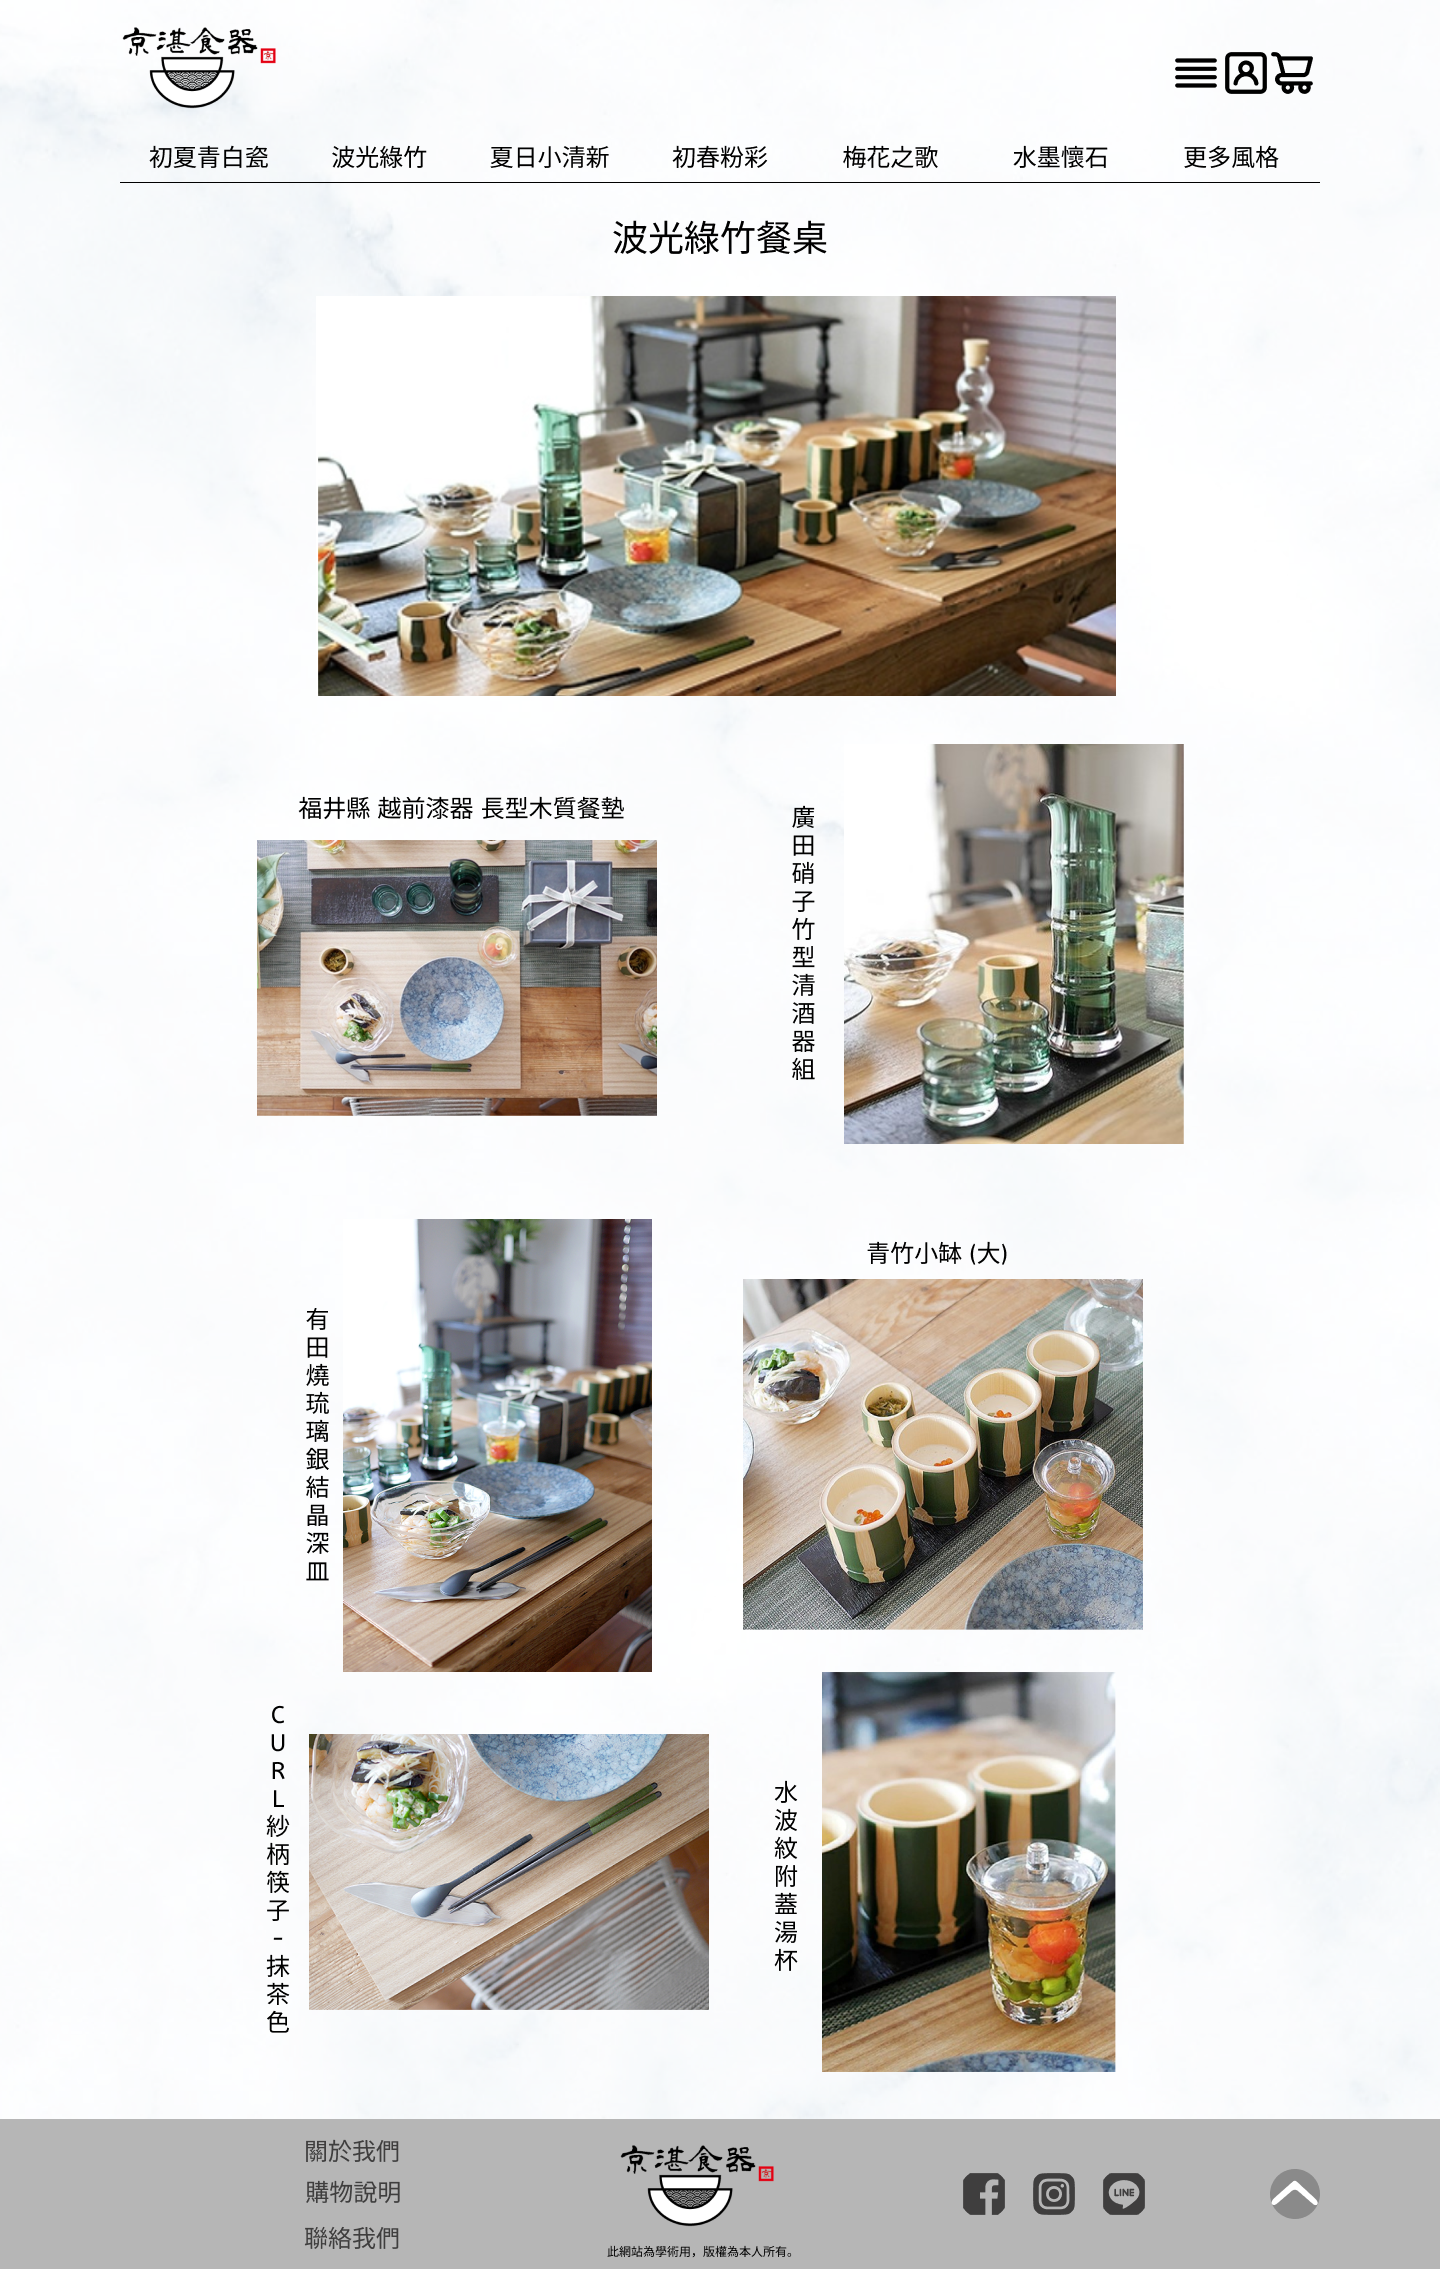 京湛食器
京
初夏青白瓷
波光綠竹
夏日小清新
初春粉彩
梅花之歌
水墨懷石
更多風格
波光綠竹餐桌
福井縣 越前漆器 長型木質餐墊
廣田硝子竹型清酒器組
有田燒琉璃銀結晶深皿
青竹小缽 (大)
CURL紗柄筷子-抹茶色
水波紋附蓋湯杯
關於我們
購物說明
聯絡我們
京湛食器
京
此網站為學術用，版權為本人所有。
LINE